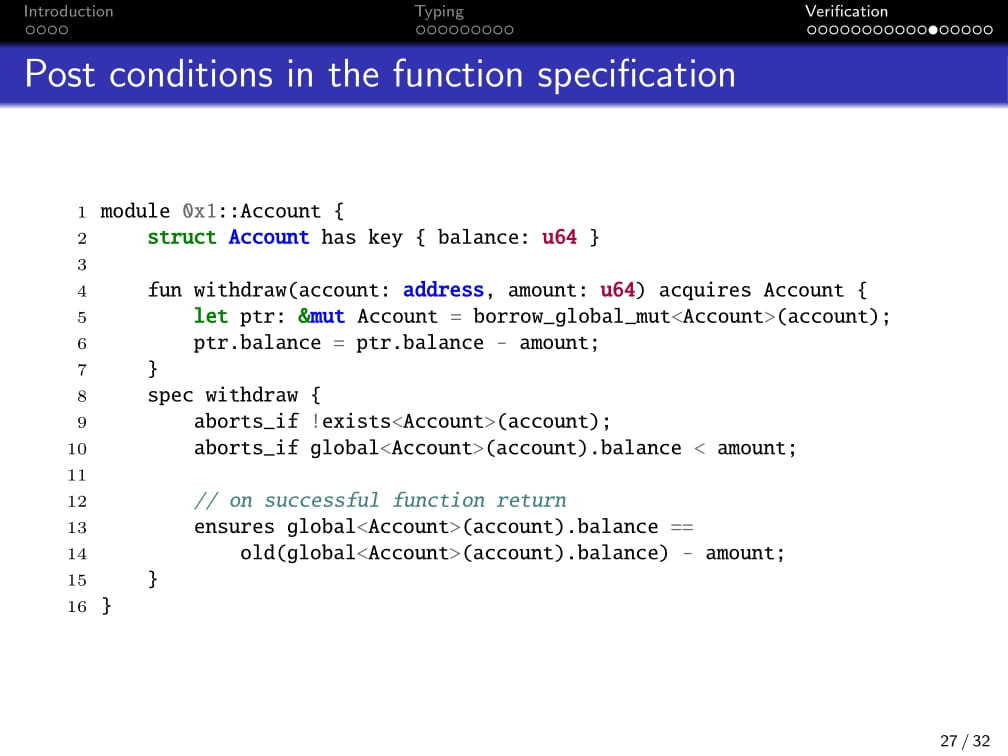 Introduction
Typing
Verification
Post conditions in the function specification
1 module 0x1::Account {
2     struct Account has key { balance: u64 }
3
4     fun withdraw(account: address, amount: u64) acquires Account {
5         let ptr: &mut Account = borrow_global_mut<Account>(account);
6         ptr.balance = ptr.balance - amount;
7     }
8     spec withdraw {
9         aborts_if !exists<Account>(account);
10         aborts_if global<Account>(account).balance < amount;
11
12         // on successful function return
13         ensures global<Account>(account).balance ==
14             old(global<Account>(account).balance) - amount;
15     }
16 }
27 / 32